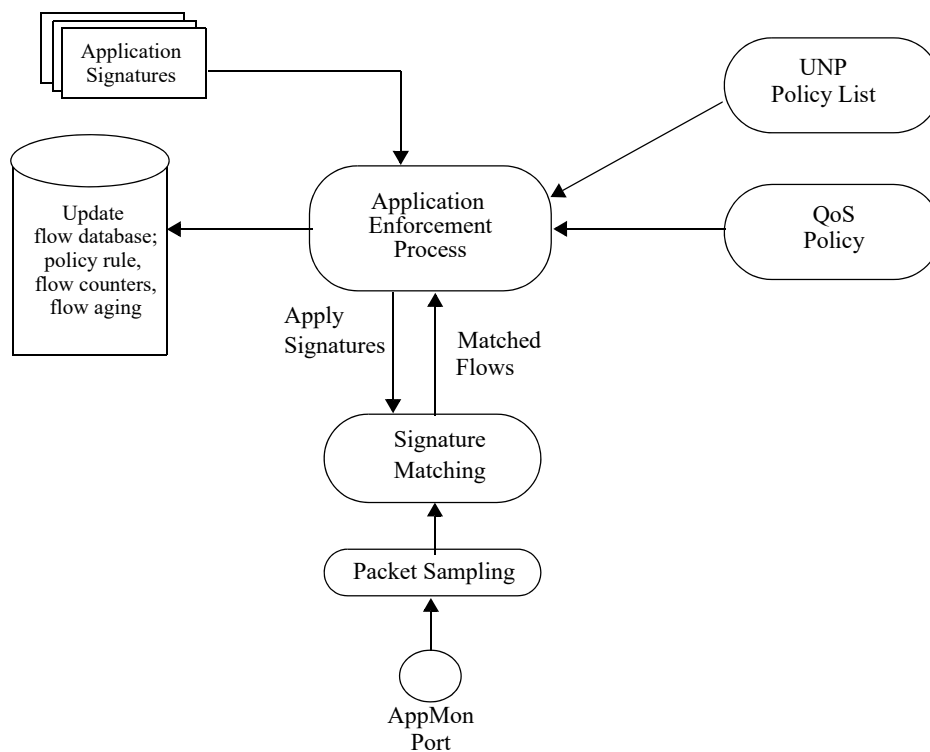 Application
Signatures
UNP
Policy List
Update
flow database;
policy rule,
flow counters,
flow aging
Application
Enforcement
Process
QoS
Policy
Apply
Signatures
Matched
Flows
Signature
Matching
Packet Sampling
AppMon
Port